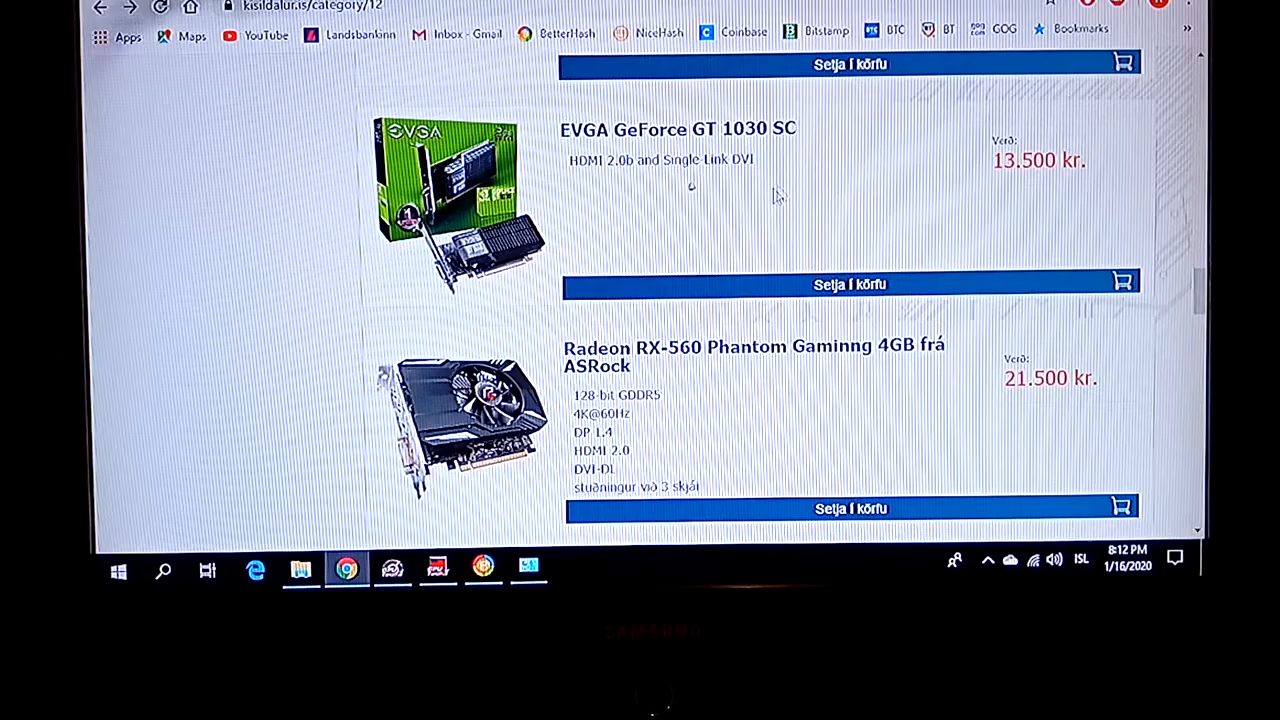 kisildalur.is/category/12
Apps Maps YouTube Landsbankinn Inbox - Gmail BetterHash NiceHash Coinbase Bitstamp BTC BT GOG Bookmarks »
Setja í körfu
EVGA
EVGA GeForce GT 1030 SC
HDMI 2.0b and Single-Link DVI
Verð:
13.500 kr.
Setja í körfu
Radeon RX-560 Phantom Gaminng 4GB frá
ASRock
128-bit GDDR5
4K@60Hz
DP 1.4
HDMI 2.0
DVI-DL
stuðningur við 3 skjái
Verð:
21.500 kr.
Setja í körfu
ISL
8:12 PM
1/16/2020
SAMSUNG